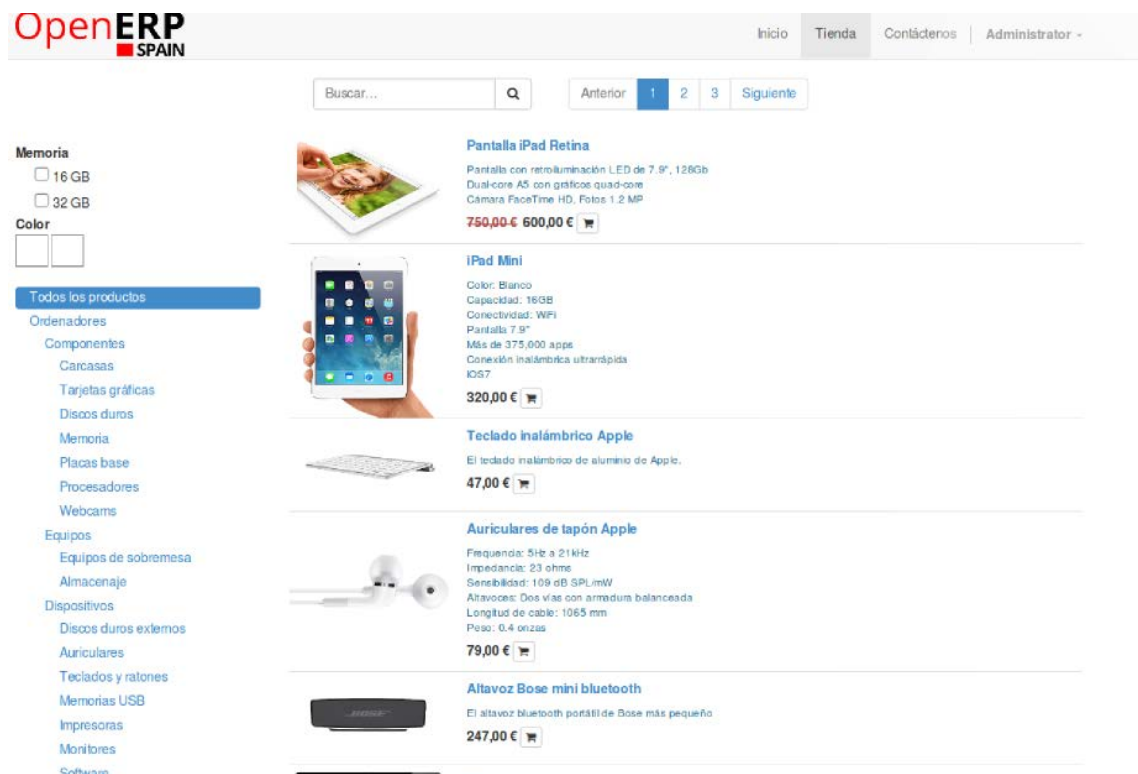 OpenERP
SPAIN
Inicio
Tienda
Contáctenos
Administrator
Buscar...
Anterior
1
2
3
Siguiente
Memoria
16 GB
32 GB
Color
Todos los productos
Ordenadores
Componentes
Carcasas
Tarjetas gráficas
Discos duros
Memoria
Placas base
Procesadores
Webcams
Equipos
Equipos de sobremesa
Almacenaje
Dispositivos
Discos duros externos
Auriculares
Teclados y ratones
Memorias USB
Impresoras
Monitores
Software
Pantalla iPad Retina
Pantalla con retroiluminación LED de 7.9", 128Gb
Dual-core A5 con gráficos quad-core
Cámara FaceTime HD, Fotos 1.2 MP
750,00 € 600,00 €
iPad Mini
Color: Blanco
Capacidad: 16GB
Conectividad: WiFi
Pantalla 7.9"
Más de 375,000 apps
Conexión inalámbrica ultrarrápida
iOS7
320,00 €
Teclado inalámbrico Apple
El teclado inalámbrico de aluminio de Apple.
47,00 €
Auriculares de tapón Apple
Frequencia: 5Hz a 21kHz
Impedancia: 23 ohms
Sensibilidad: 109 dB SPL/mW
Altavoces: Dos vías con armadura balanceada
Longitud de cable: 1065 mm
Peso: 0.4 onzas
79,00 €
Altavoz Bose mini bluetooth
BOSE
El altavoz bluetooth portátil de Bose más pequeño
247,00 €